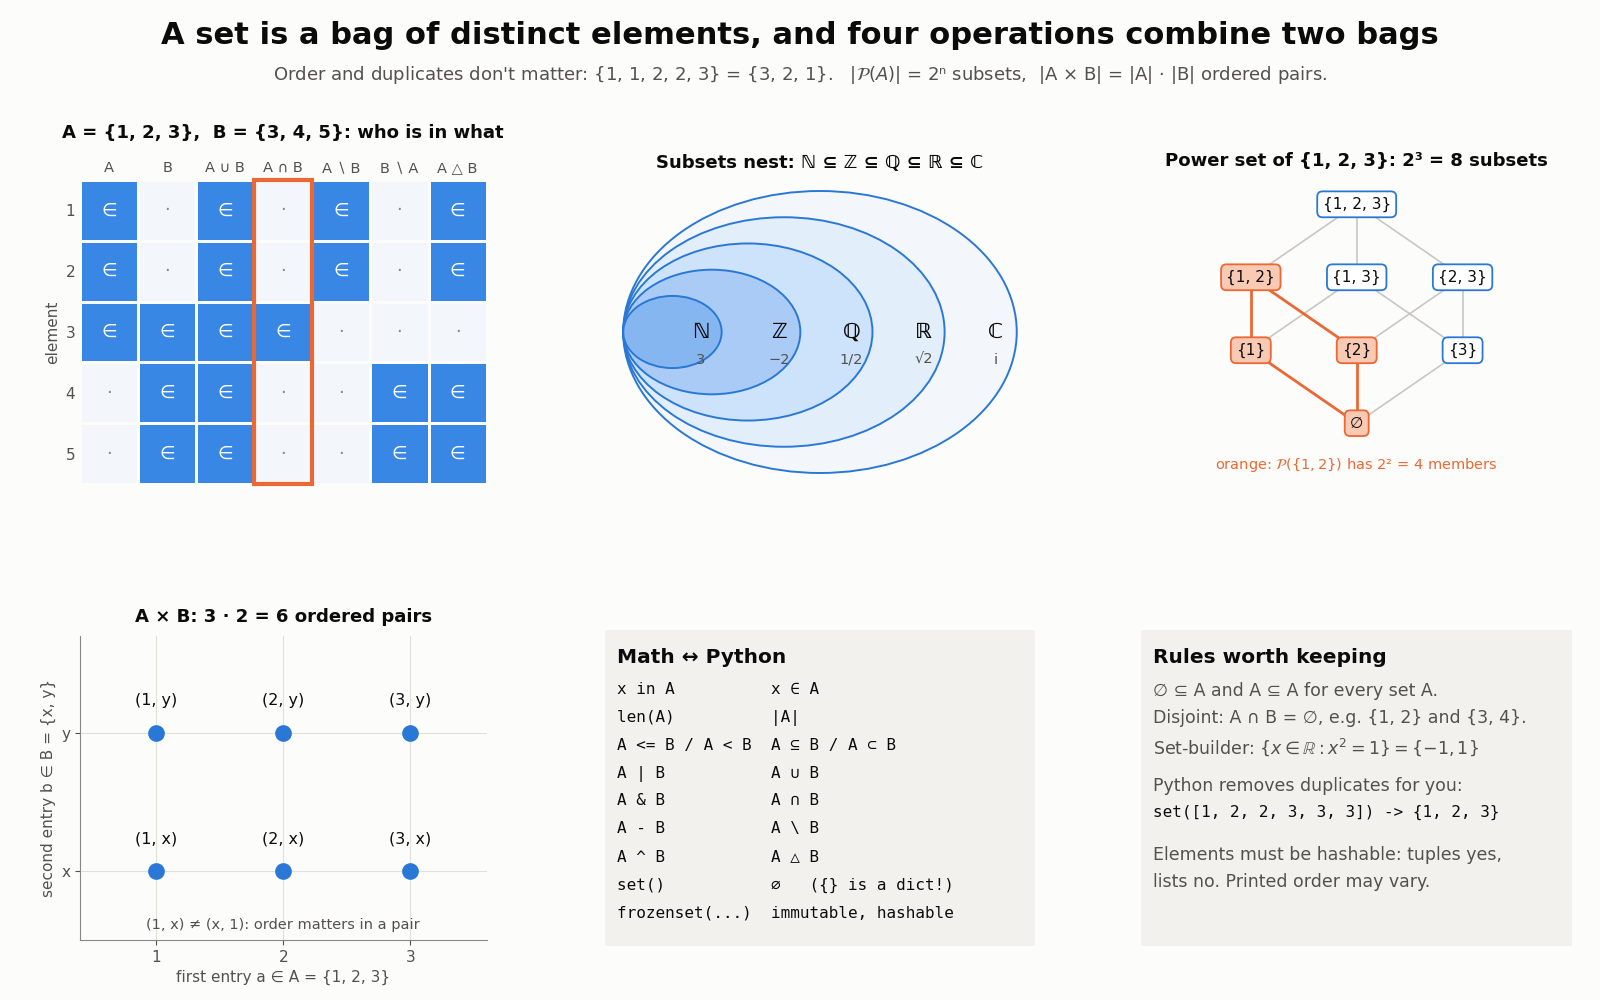 A set is a bag of distinct elements, and four operations combine two bags
Order and duplicates don't matter: {1, 1, 2, 2, 3} = {3, 2, 1}.   |𝒫(A)| = 2ⁿ subsets,  |A × B| = |A| · |B| ordered pairs.
A = {1, 2, 3},  B = {3, 4, 5}: who is in what
A B A ∪ B A ∩ B A ∖ B B ∖ A A △ B
element
1 ∈ · ∈ · ∈ · ∈
2 ∈ · ∈ · ∈ · ∈
3 ∈ ∈ ∈ ∈ · · ·
4 · ∈ ∈ · · ∈ ∈
5 · ∈ ∈ · · ∈ ∈
Subsets nest: ℕ ⊆ ℤ ⊆ ℚ ⊆ ℝ ⊆ ℂ
ℕ ℤ ℚ ℝ ℂ
3 −2 1/2 √2 i
Power set of {1, 2, 3}: 2³ = 8 subsets
{1, 2, 3}
{1, 2} {1, 3} {2, 3}
{1} {2} {3}
∅
orange: 𝒫({1, 2}) has 2² = 4 members
A × B: 3 · 2 = 6 ordered pairs
second entry b ∈ B = {x, y}
(1, y) (2, y) (3, y)
y
(1, x) (2, x) (3, x)
x
(1, x) ≠ (x, 1): order matters in a pair
1 2 3
first entry a ∈ A = {1, 2, 3}
Math ↔ Python
x in A x ∈ A
len(A) |A|
A <= B / A < B A ⊆ B / A ⊂ B
A | B A ∪ B
A & B A ∩ B
A - B A ∖ B
A ^ B A △ B
set() ∅   ({} is a dict!)
frozenset(...) immutable, hashable
Rules worth keeping
∅ ⊆ A and A ⊆ A for every set A.
Disjoint: A ∩ B = ∅, e.g. {1, 2} and {3, 4}.
Set-builder: {x ∈ ℝ : x² = 1} = {−1, 1}
Python removes duplicates for you:
set([1, 2, 2, 3, 3, 3]) -> {1, 2, 3}
Elements must be hashable: tuples yes,
lists no. Printed order may vary.